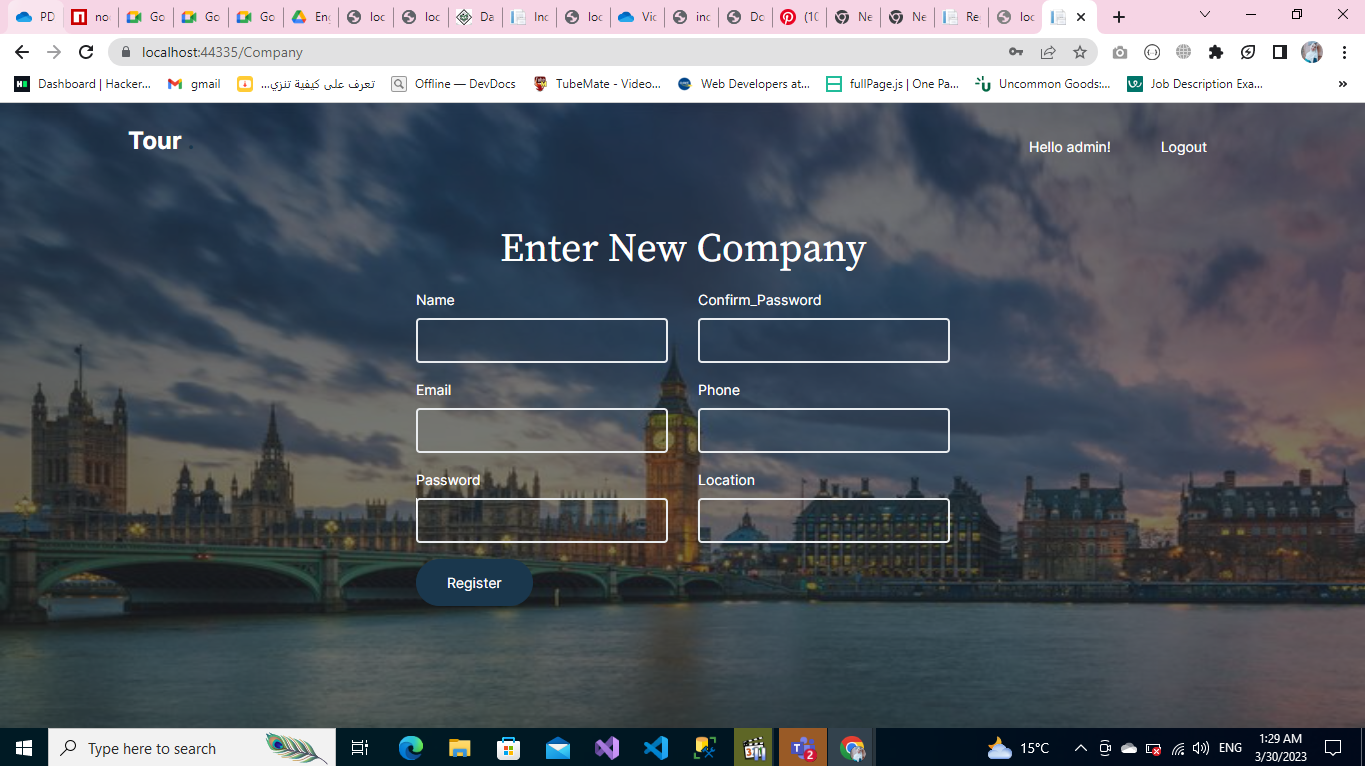 PD
no
Go
Go
Go
Eng
loc
loc
Da
Inc
loc
Vic
inc
Do
(10
Ne
Ne
Re
loc
localhost:44335/Company
Dashboard | Hacker...
gmail
تعرف على كيفية تنزي...
Offline — DevDocs
TubeMate - Video...
Web Developers at...
fullPage.js | One Pa...
Uncommon Goods:...
Job Description Exa...
»
Tour .
Hello admin!
Logout
Enter New Company
Name
Confirm_Password
Email
Phone
Password
Location
Register
Type here to search
2
15°C
ENG
1:29 AM
3/30/2023